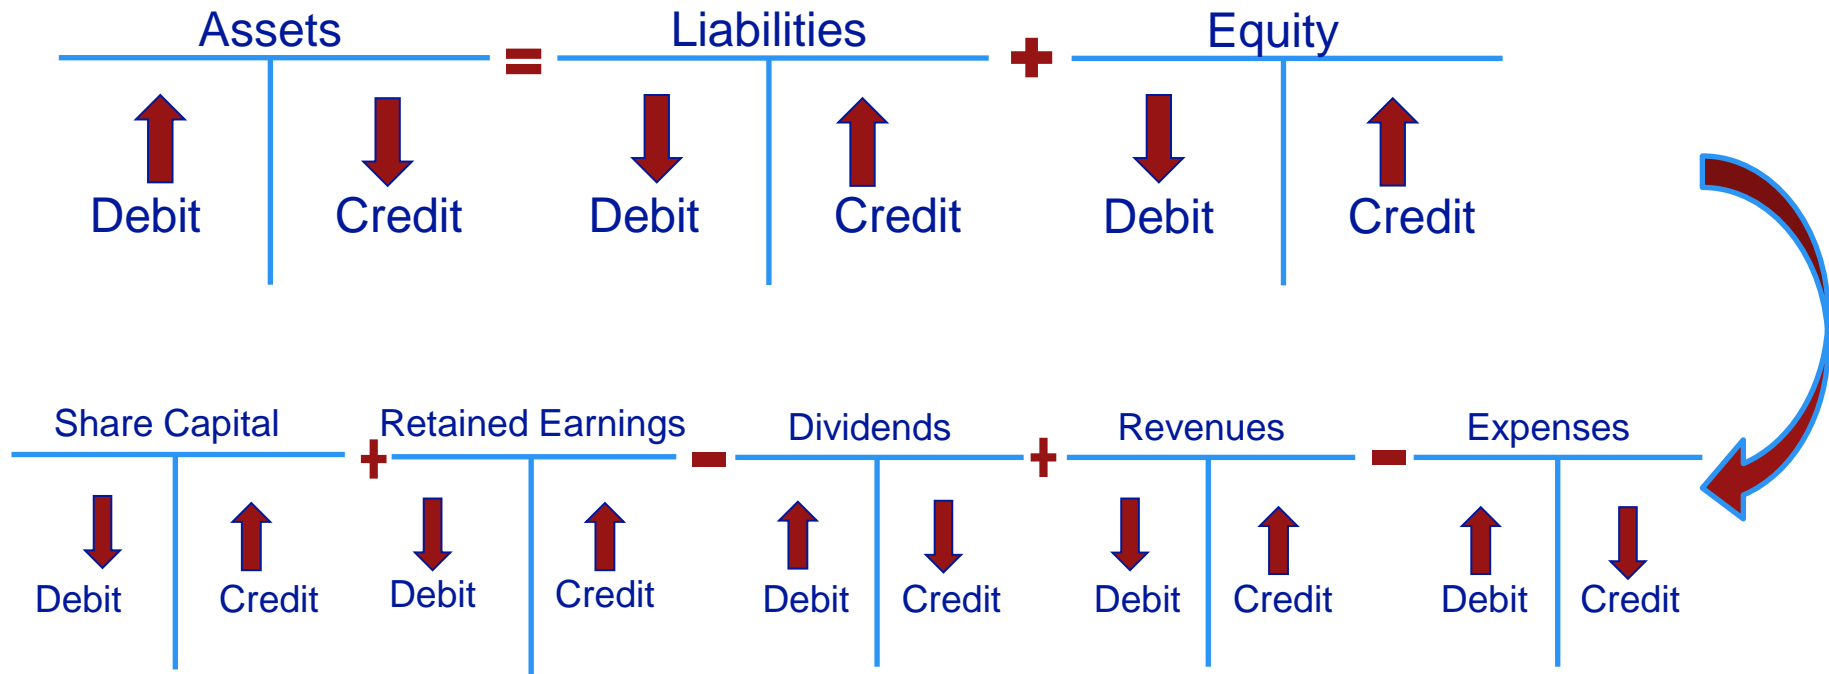 Assets = Liabilities + Equity
Debit Credit Debit Credit Debit Credit
Share Capital + Retained Earnings - Dividends + Revenues - Expenses
Debit Credit Debit Credit Debit Credit Debit Credit Debit Credit